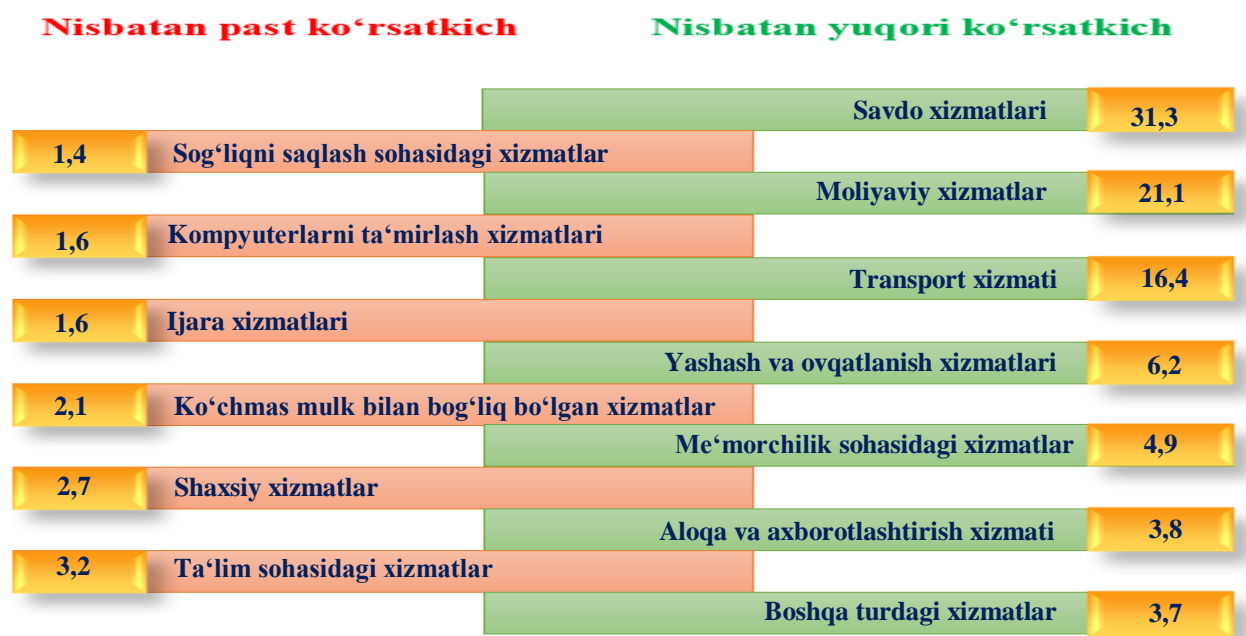 Nisbatan past ko‘rsatkich
Nisbatan yuqori ko‘rsatkich
Savdo xizmatlari 31,3
1,4 Sog‘liqni saqlash sohasidagi xizmatlar
Moliyaviy xizmatlar 21,1
1,6 Kompyuterlarni ta‘mirlash xizmatlari
Transport xizmati 16,4
1,6 Ijara xizmatlari
Yashash va ovqatlanish xizmatlari 6,2
2,1 Ko‘chmas mulk bilan bog‘liq bo‘lgan xizmatlar
Me‘morchilik sohasidagi xizmatlar 4,9
2,7 Shaxsiy xizmatlar
Aloqa va axborotlashtirish xizmati 3,8
3,2 Ta‘lim sohasidagi xizmatlar
Boshqa turdagi xizmatlar 3,7